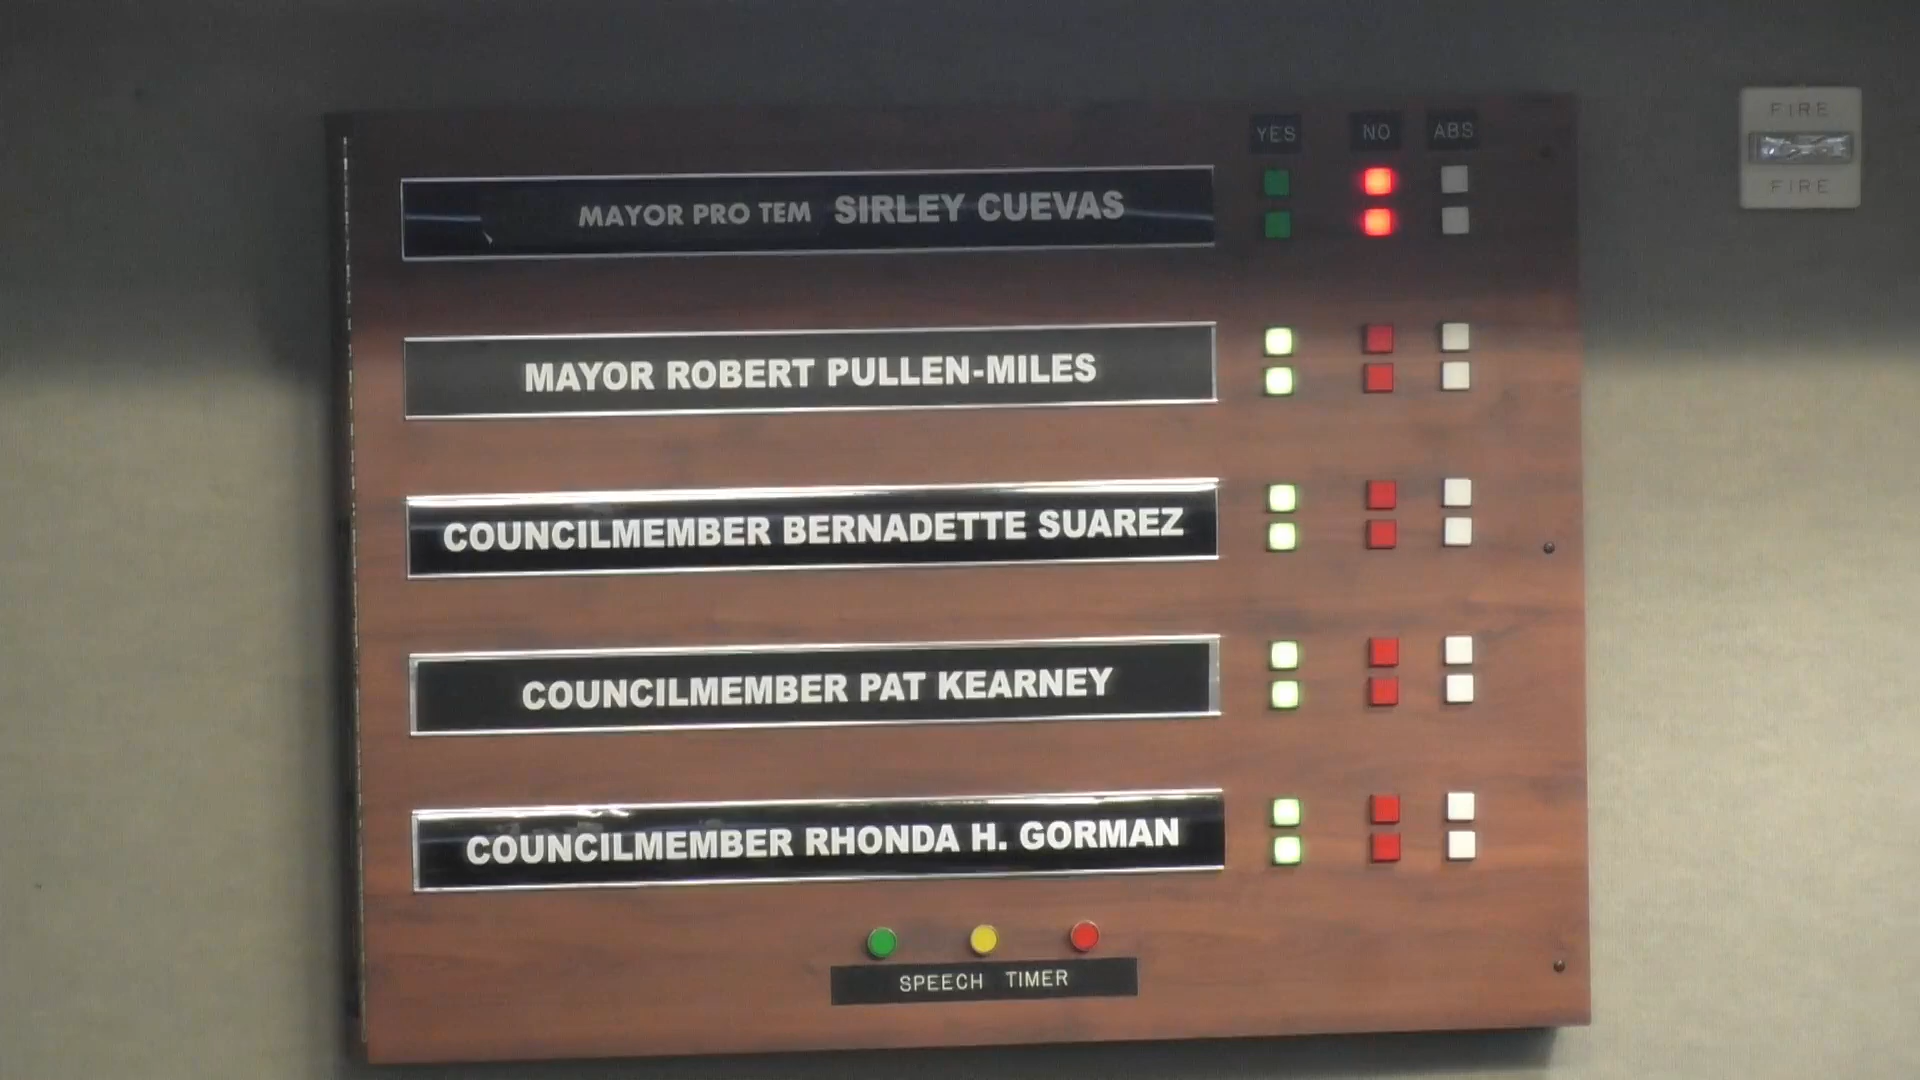 YES NO ABS
FIRE
FIRE
MAYOR PRO TEM SIRLEY CUEVAS
MAYOR ROBERT PULLEN-MILES
COUNCILMEMBER BERNADETTE SUAREZ
COUNCILMEMBER PAT KEARNEY
COUNCILMEMBER RHONDA H. GORMAN
SPEECH TIMER